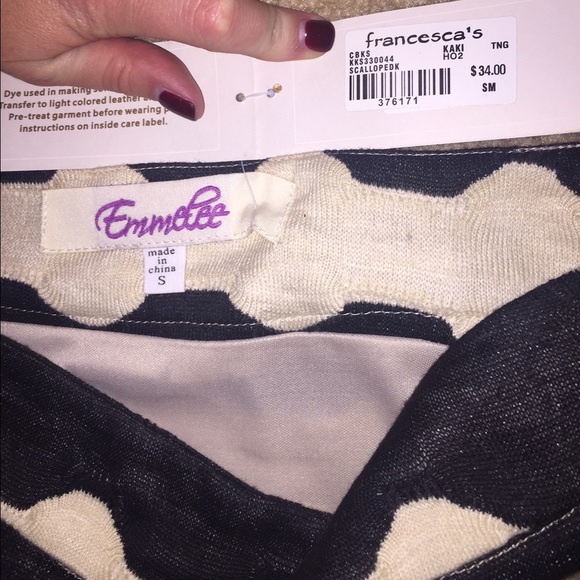 francesca's
CBKS KAKI TNG
KKS330044 HO2
SCALLOPEDK
$34.00
376171 SM
Dye used in making
Transfer to light colored leather
Pre-treat garment before wearing
instructions on inside care label.
Emmelee
made
in
china
S